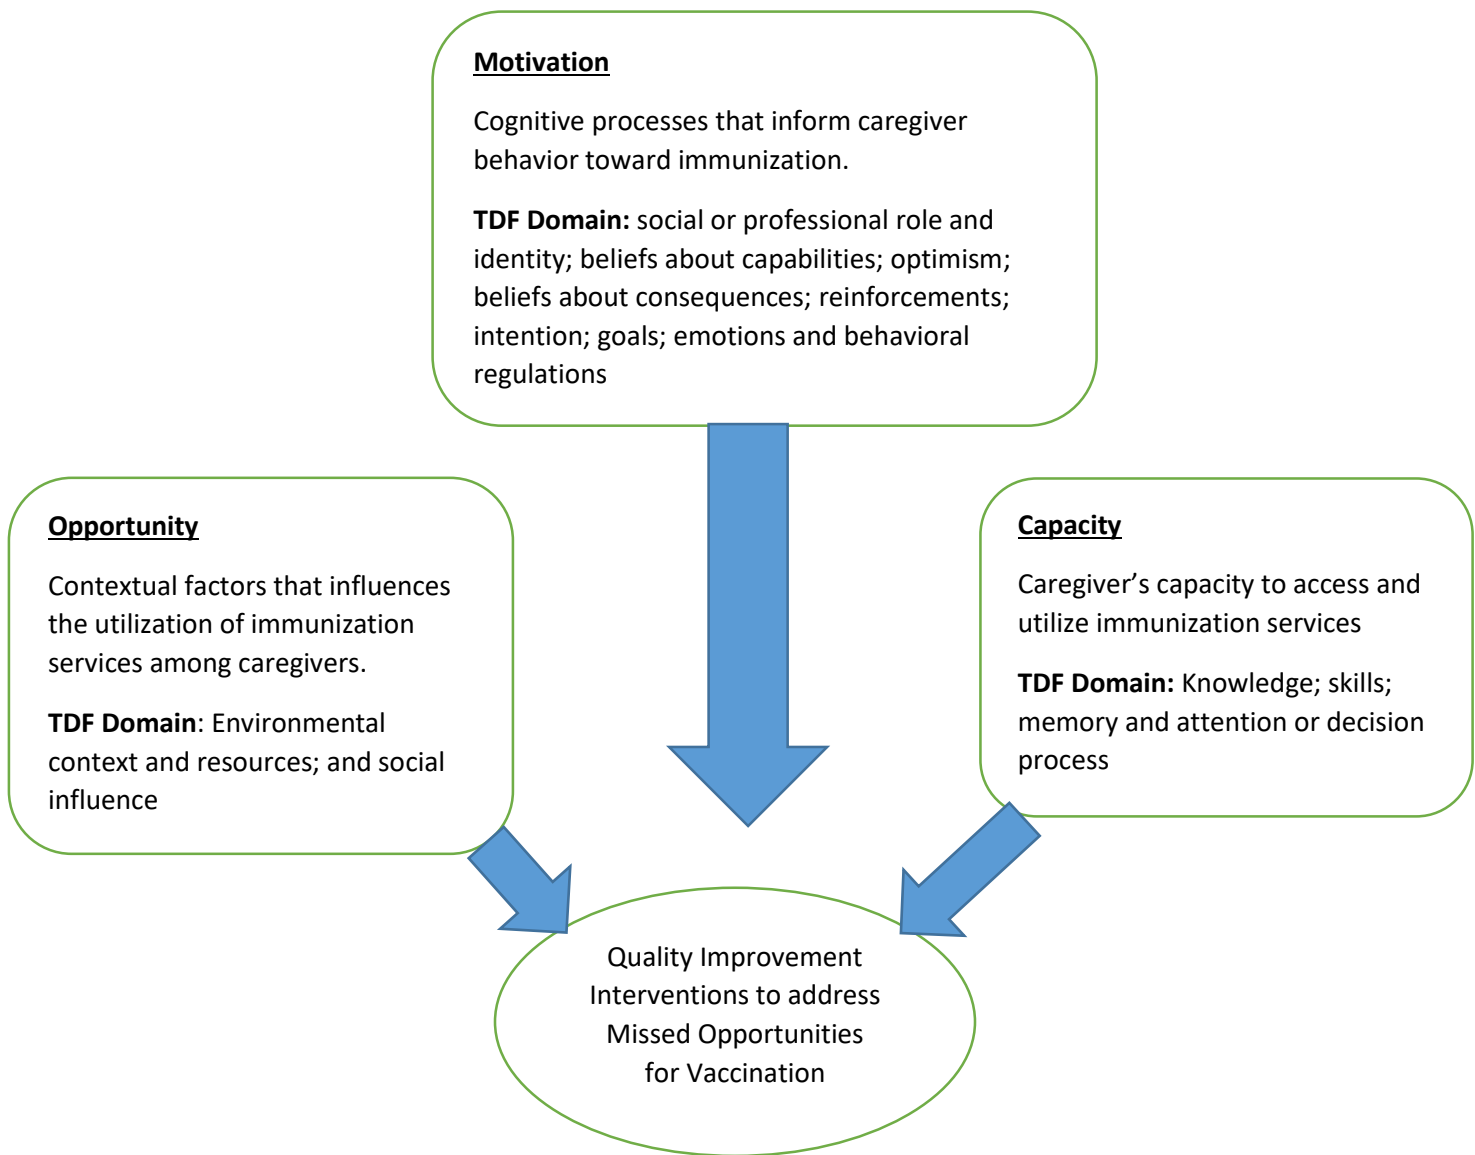 Motivation
Cognitive processes that inform caregiver
behavior toward immunization.
TDF Domain: social or professional role and
identity; beliefs about capabilities; optimism;
beliefs about consequences; reinforcements;
intention; goals; emotions and behavioral
regulations
Opportunity
Contextual factors that influences
the utilization of immunization
services among caregivers.
TDF Domain: Environmental
context and resources; and social
influence
Capacity
Caregiver’s capacity to access and
utilize immunization services
TDF Domain: Knowledge; skills;
memory and attention or decision
process
Quality Improvement
Interventions to address
Missed Opportunities
for Vaccination